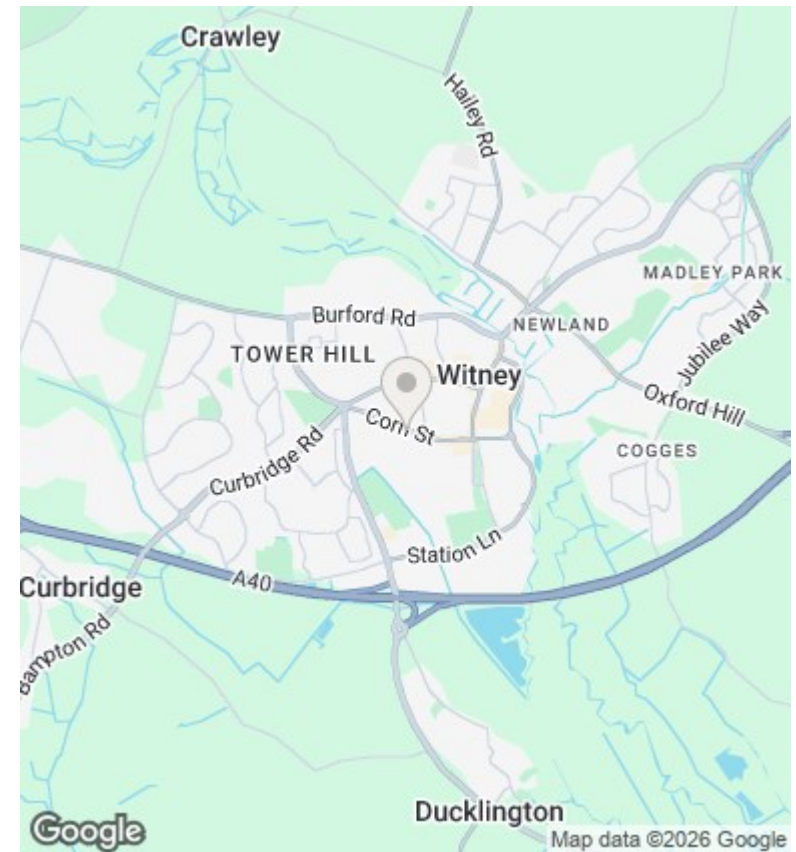 Crawley
Hailey Rd
MADLEY PARK
Burford Rd
NEWLAND
Jubilee Way
TOWER HILL
Witney
Oxford Hill
Corn St
COGGES
Curbridge Rd
Station Ln
A40
Curbridge
Bampton Rd
Ducklington
Google
Map data ©2026 Google